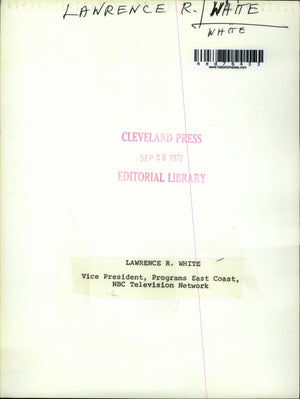 LAWRENCE R. WHITE
WHITE
CLEVELAND PRESS
SEP 26 1972
EDITORIAL LIBRARY
LAWRENCE R. WHITE
Vice President, Programs East Coast,
NBC Television Network